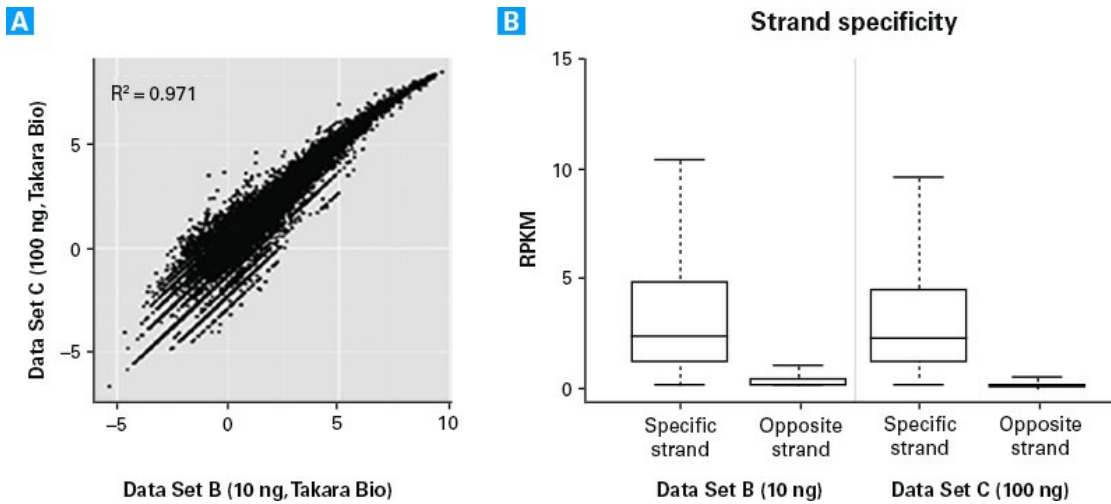 A
R² = 0.971
5
0
−5
−5
0
5
10
Data Set C (100 ng, Takara Bio)
Data Set B (10 ng, Takara Bio)
B
Strand specificity
15
10
5
0
RPKM
Specific
strand
Opposite
strand
Specific
strand
Opposite
strand
Data Set B (10 ng)
Data Set C (100 ng)